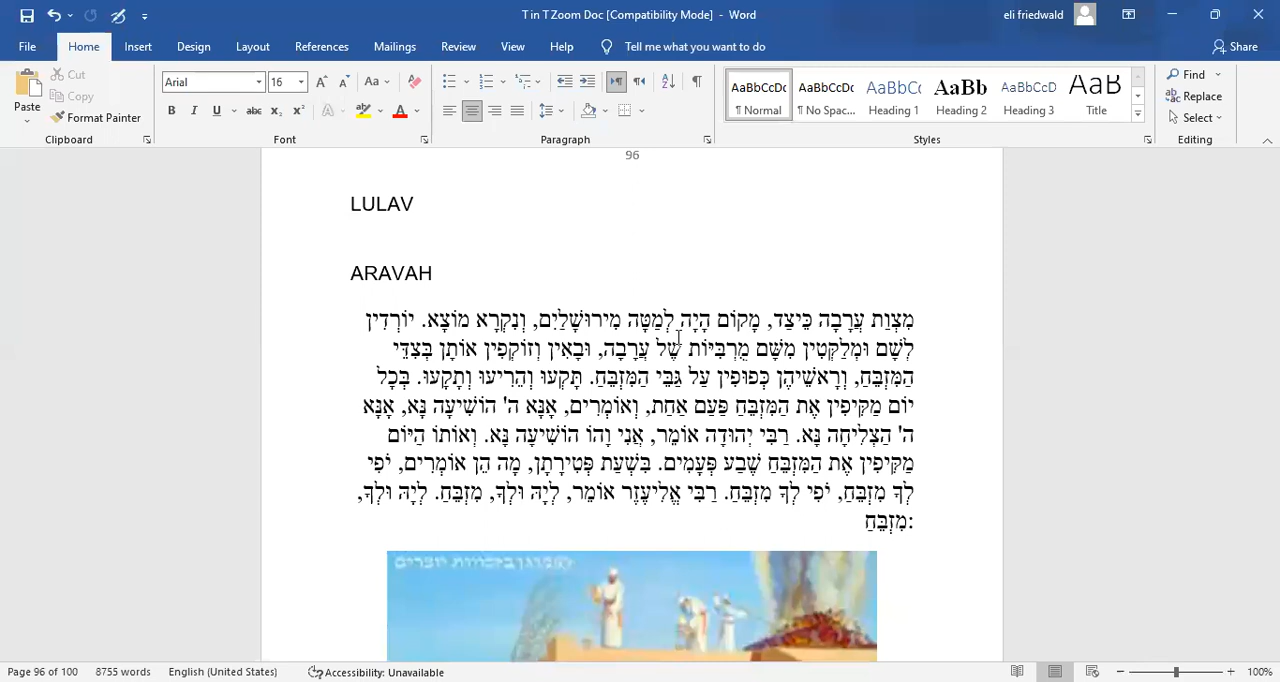 T in T Zoom Doc [Compatibility Mode] - Word
eli friedwald
File Home Insert Design Layout References Mailings Review View Help Tell me what you want to do Share
Paste
Cut
Copy
Format Painter
Clipboard
Arial 16
Font
Paragraph
AaBbCcDc AaBbCcDc AaBbCc AaBb AaBbCcD AaB
¶ Normal ¶ No Spac... Heading 1 Heading 2 Heading 3 Title
Styles
Find
Replace
Select
Editing
96
LULAV
ARAVAH
מִצְוַת עֲרָבָה כֵּיצַד, מָקוֹם הָיָה לְמַטָּה מִירוּשָׁלַיִם, וְנִקְרָא מוֹצָא. יוֹרְדִין
לְשָׁם וּמְלַקְּטִין מִשָּׁם מֻרְבִּיּוֹת שֶׁל עֲרָבָה, וּבָאִין וְזוֹקְפִין אוֹתָן בְּצִדֵּי
הַמִּזְבֵּחַ, וְרָאשֵׁיהֶן כְּפוּפִין עַל גַּבֵּי הַמִּזְבֵּחַ. תָּקְעוּ וְהֵרִיעוּ וְתָקָעוּ. בְּכָל
יוֹם מַקִּיפִין אֶת הַמִּזְבֵּחַ פַּעַם אַחַת, וְאוֹמְרִים, אָנָּא ה' הוֹשִׁיעָה נָּא, אָנָּא
ה' הַצְלִיחָה נָּא. רַבִּי יְהוּדָה אוֹמֵר, אֲנִי וָהוֹ הוֹשִׁיעָה נָּא. וְאוֹתוֹ הַיּוֹם
מַקִּיפִין אֶת הַמִּזְבֵּחַ שֶׁבַע פְּעָמִים. בִּשְׁעַת פְּטִירָתָן, מָה הֵן אוֹמְרִים, יֹפִי
לְךָ מִזְבֵּחַ, יֹפִי לְךָ מִזְבֵּחַ. רַבִּי אֱלִיעֶזֶר אוֹמֵר, לְיָהּ וּלְךָ, מִזְבֵּחַ. לְיָהּ וּלְךָ,
מִזְבֵּחַ:
Page 96 of 100 8755 words English (United States) Accessibility: Unavailable 100%